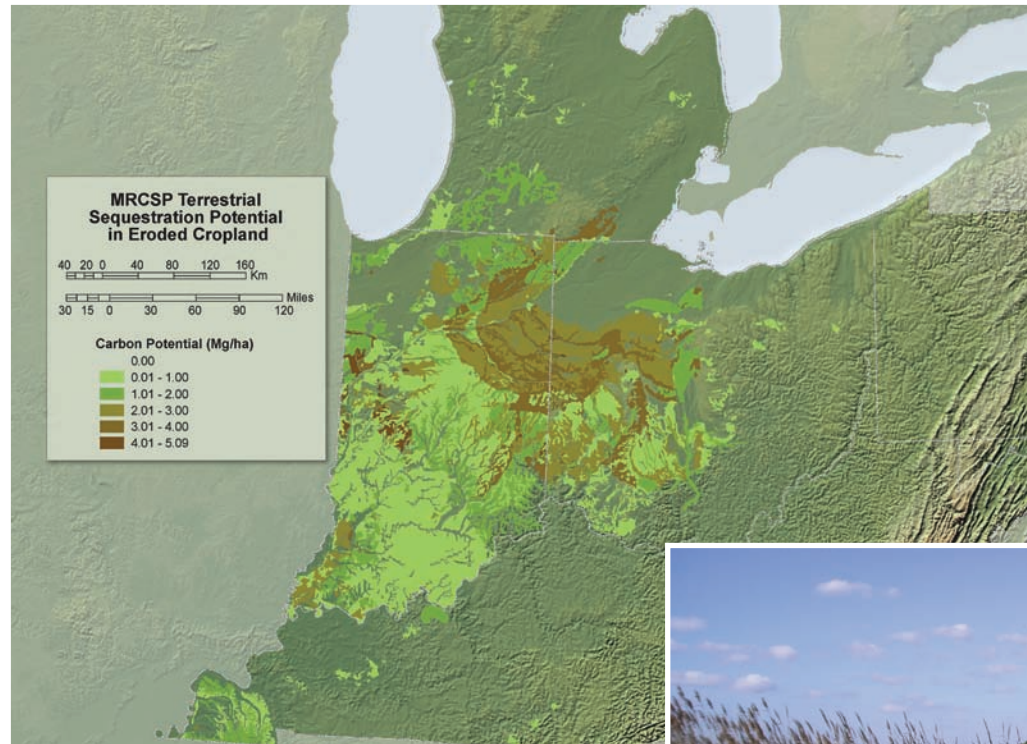 MRCSP Terrestrial
Sequestration Potential
in Eroded Cropland
40 20 0 40 80 120 160
Km
Miles
30 15 0 30 60 90 120
Carbon Potential (Mg/ha)
0.00
0.01 - 1.00
1.01 - 2.00
2.01 - 3.00
3.01 - 4.00
4.01 - 5.09